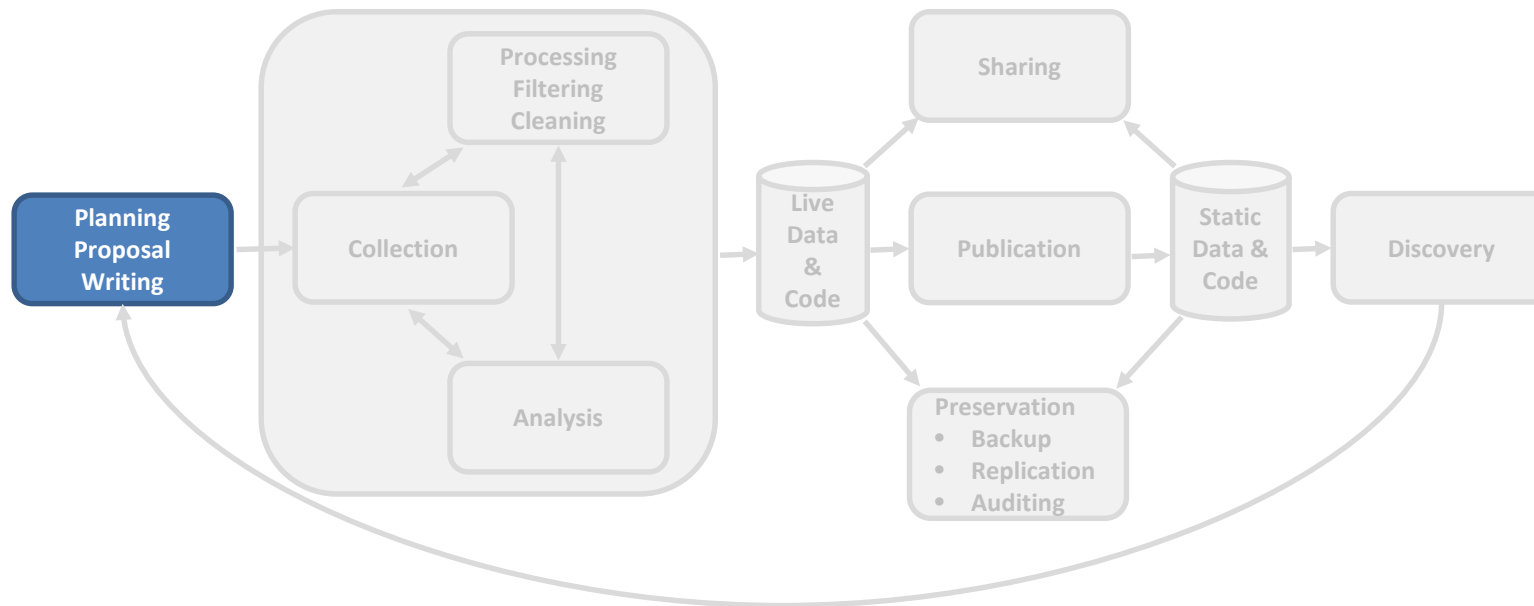 Planning
Proposal
Writing
Processing
Filtering
Cleaning
Collection
Analysis
Live
Data
&
Code
Sharing
Publication
Preservation
• Backup
• Replication
• Auditing
Static
Data &
Code
Discovery